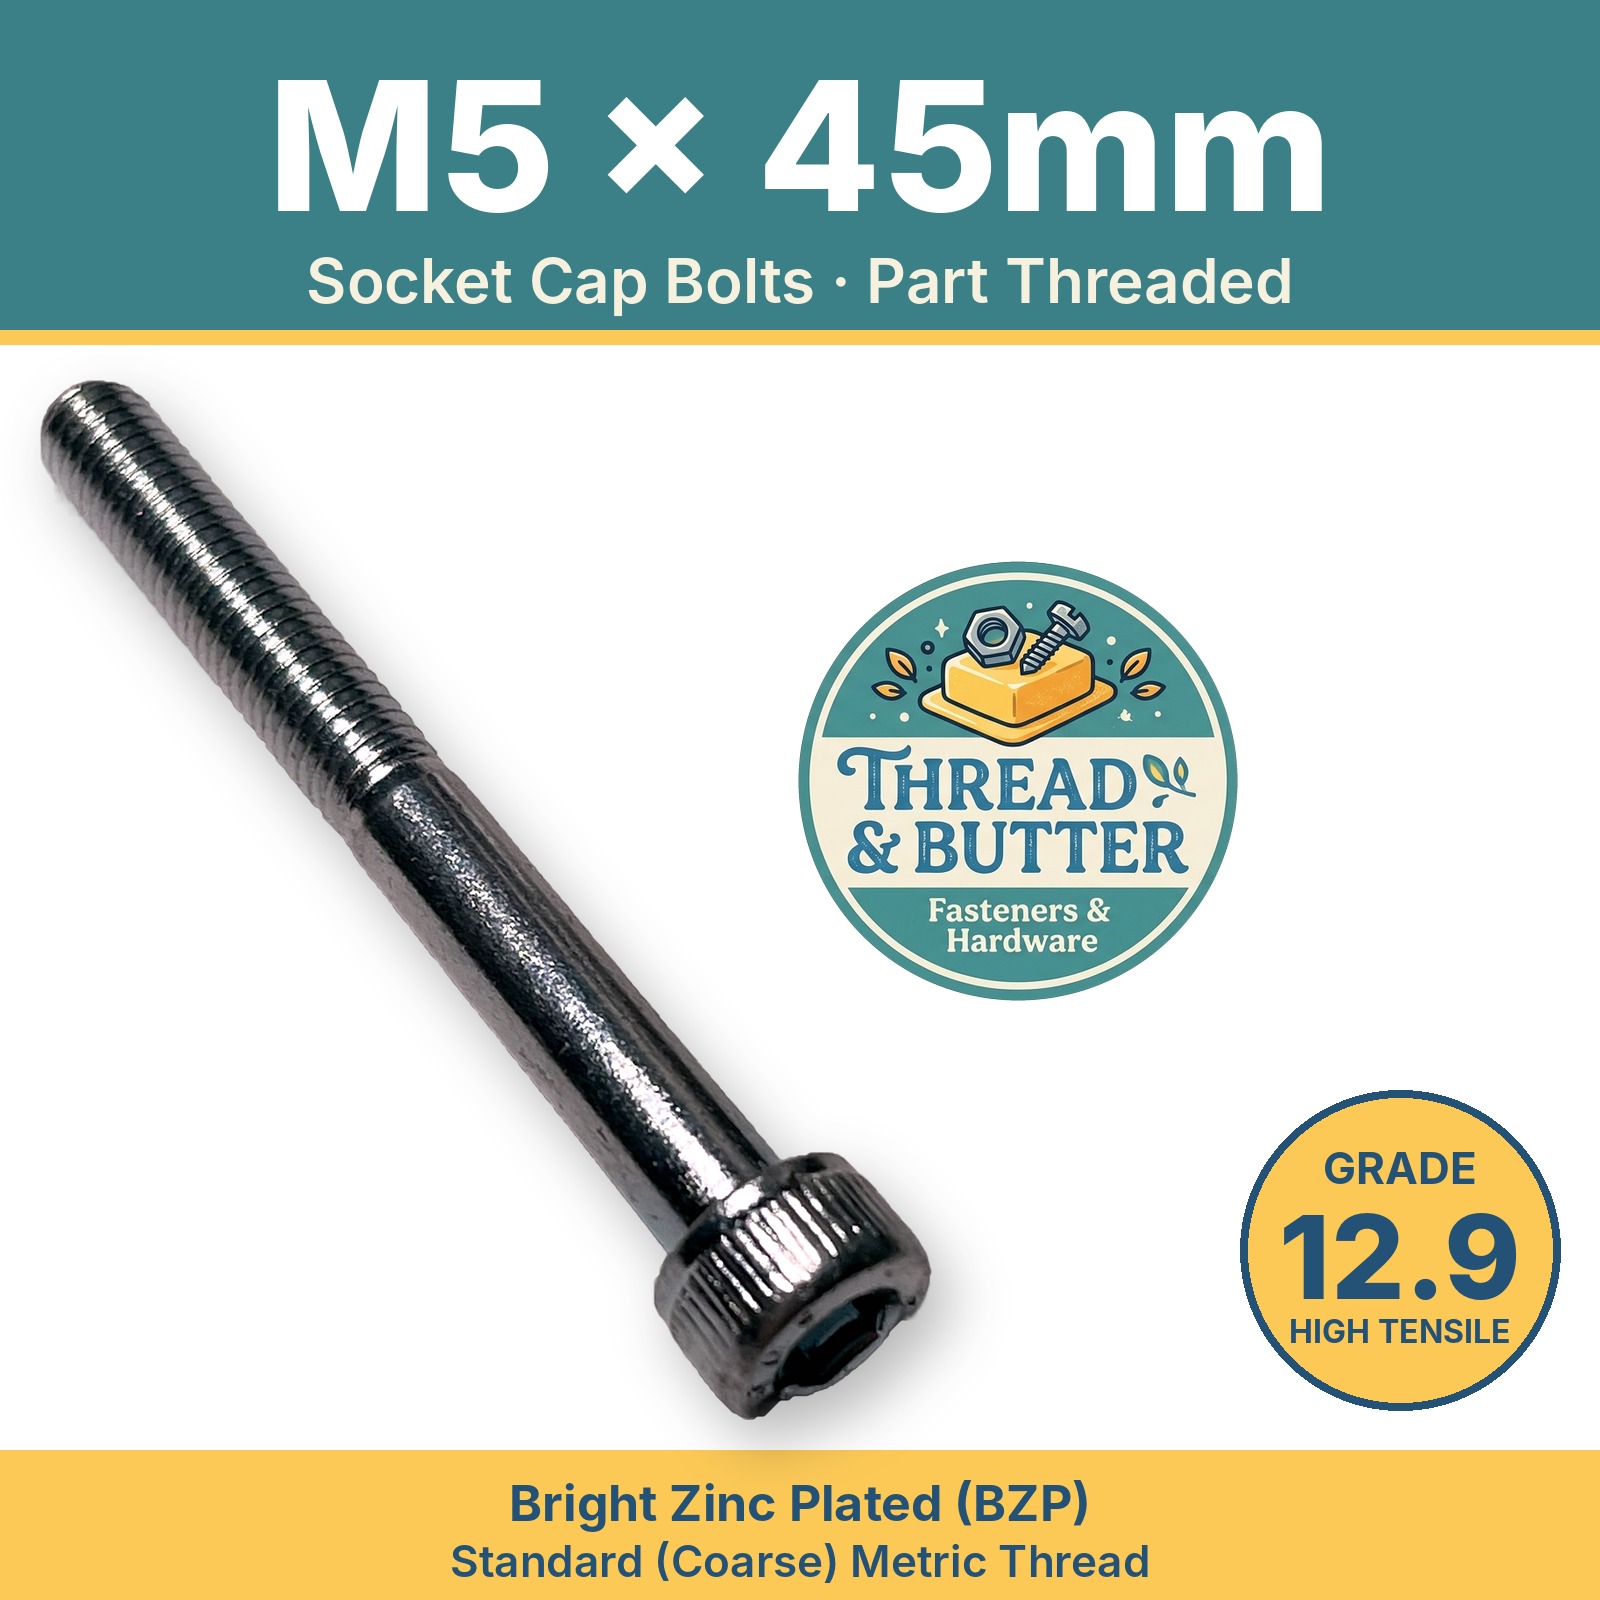 M5 × 45mm
Socket Cap Bolts · Part Threaded
THREAD
& BUTTER
Fasteners &
Hardware
GRADE
12.9
HIGH TENSILE
Bright Zinc Plated (BZP)
Standard (Coarse) Metric Thread